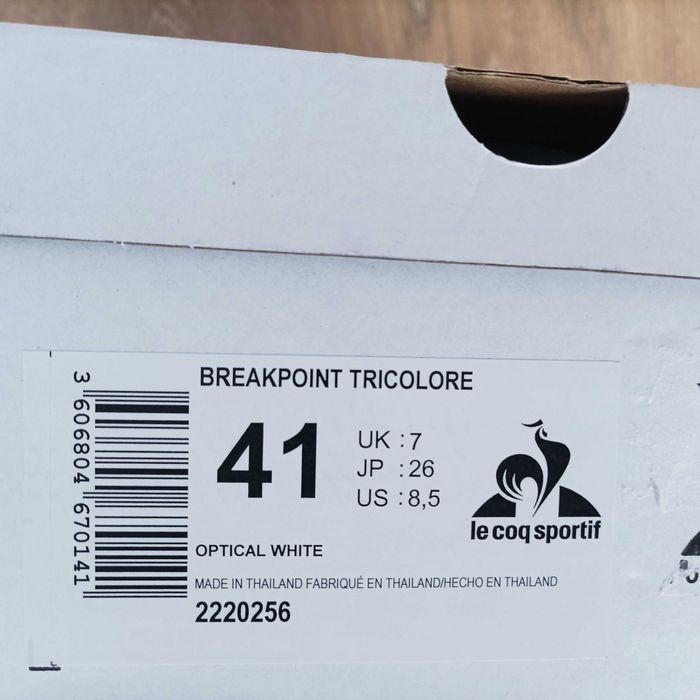 BREAKPOINT TRICOLORE
3 606804 670141
41
UK : 7
JP : 26
US : 8,5
le coq sportif
OPTICAL WHITE
MADE IN THAILAND FABRIQUÉ EN THAILAND/HECHO EN THAILAND
2220256